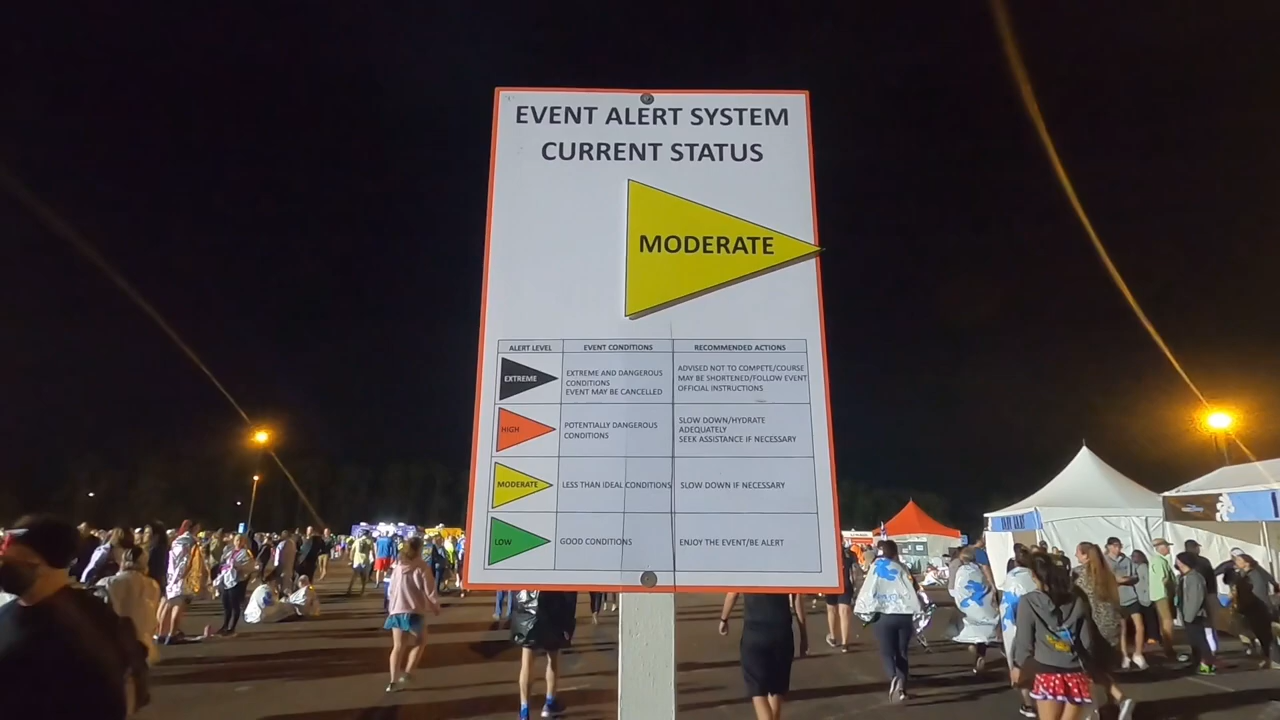 EVENT ALERT SYSTEM
CURRENT STATUS
MODERATE
ALERT LEVEL
EVENT CONDITIONS
RECOMMENDED ACTIONS
EXTREME
EXTREME AND DANGEROUS
CONDITIONS
EVENT MAY BE CANCELLED
ADVISED NOT TO COMPETE/COURSE
MAY BE SHORTENED/FOLLOW EVENT
OFFICIAL INSTRUCTIONS
HIGH
POTENTIALLY DANGEROUS
CONDITIONS
SLOW DOWN/HYDRATE
ADEQUATELY
SEEK ASSISTANCE IF NECESSARY
MODERATE
LESS THAN IDEAL CONDITIONS
SLOW DOWN IF NECESSARY
LOW
GOOD CONDITIONS
ENJOY THE EVENT/BE ALERT